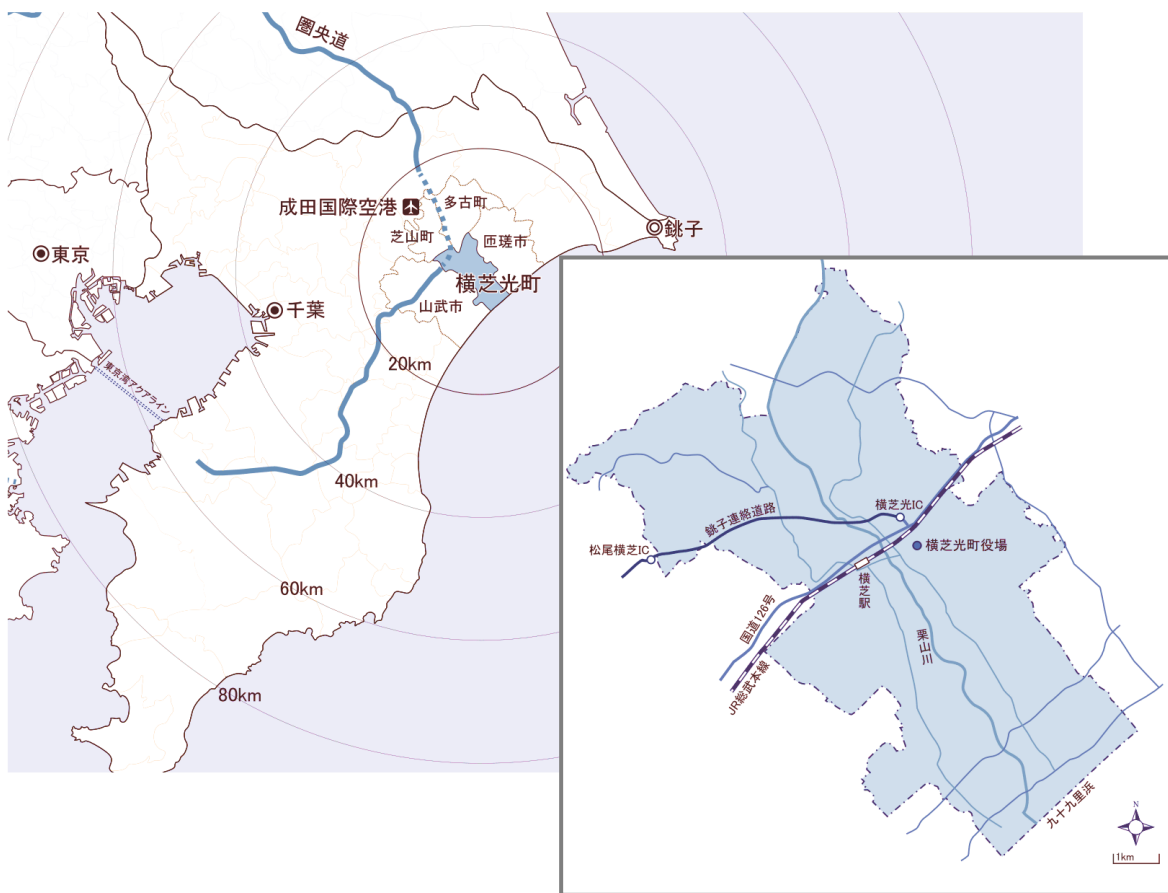 圏央道
成田国際空港
多古町
芝山町
匝瑳市
銚子
東京
横芝光町
千葉
山武市
20km
東京湾アクアライン
40km
60km
80km
横芝光IC
銚子連絡道路
松尾横芝IC
横芝光町役場
横芝駅
国道126号
栗山川
JR総武本線
九十九里浜
N
1km